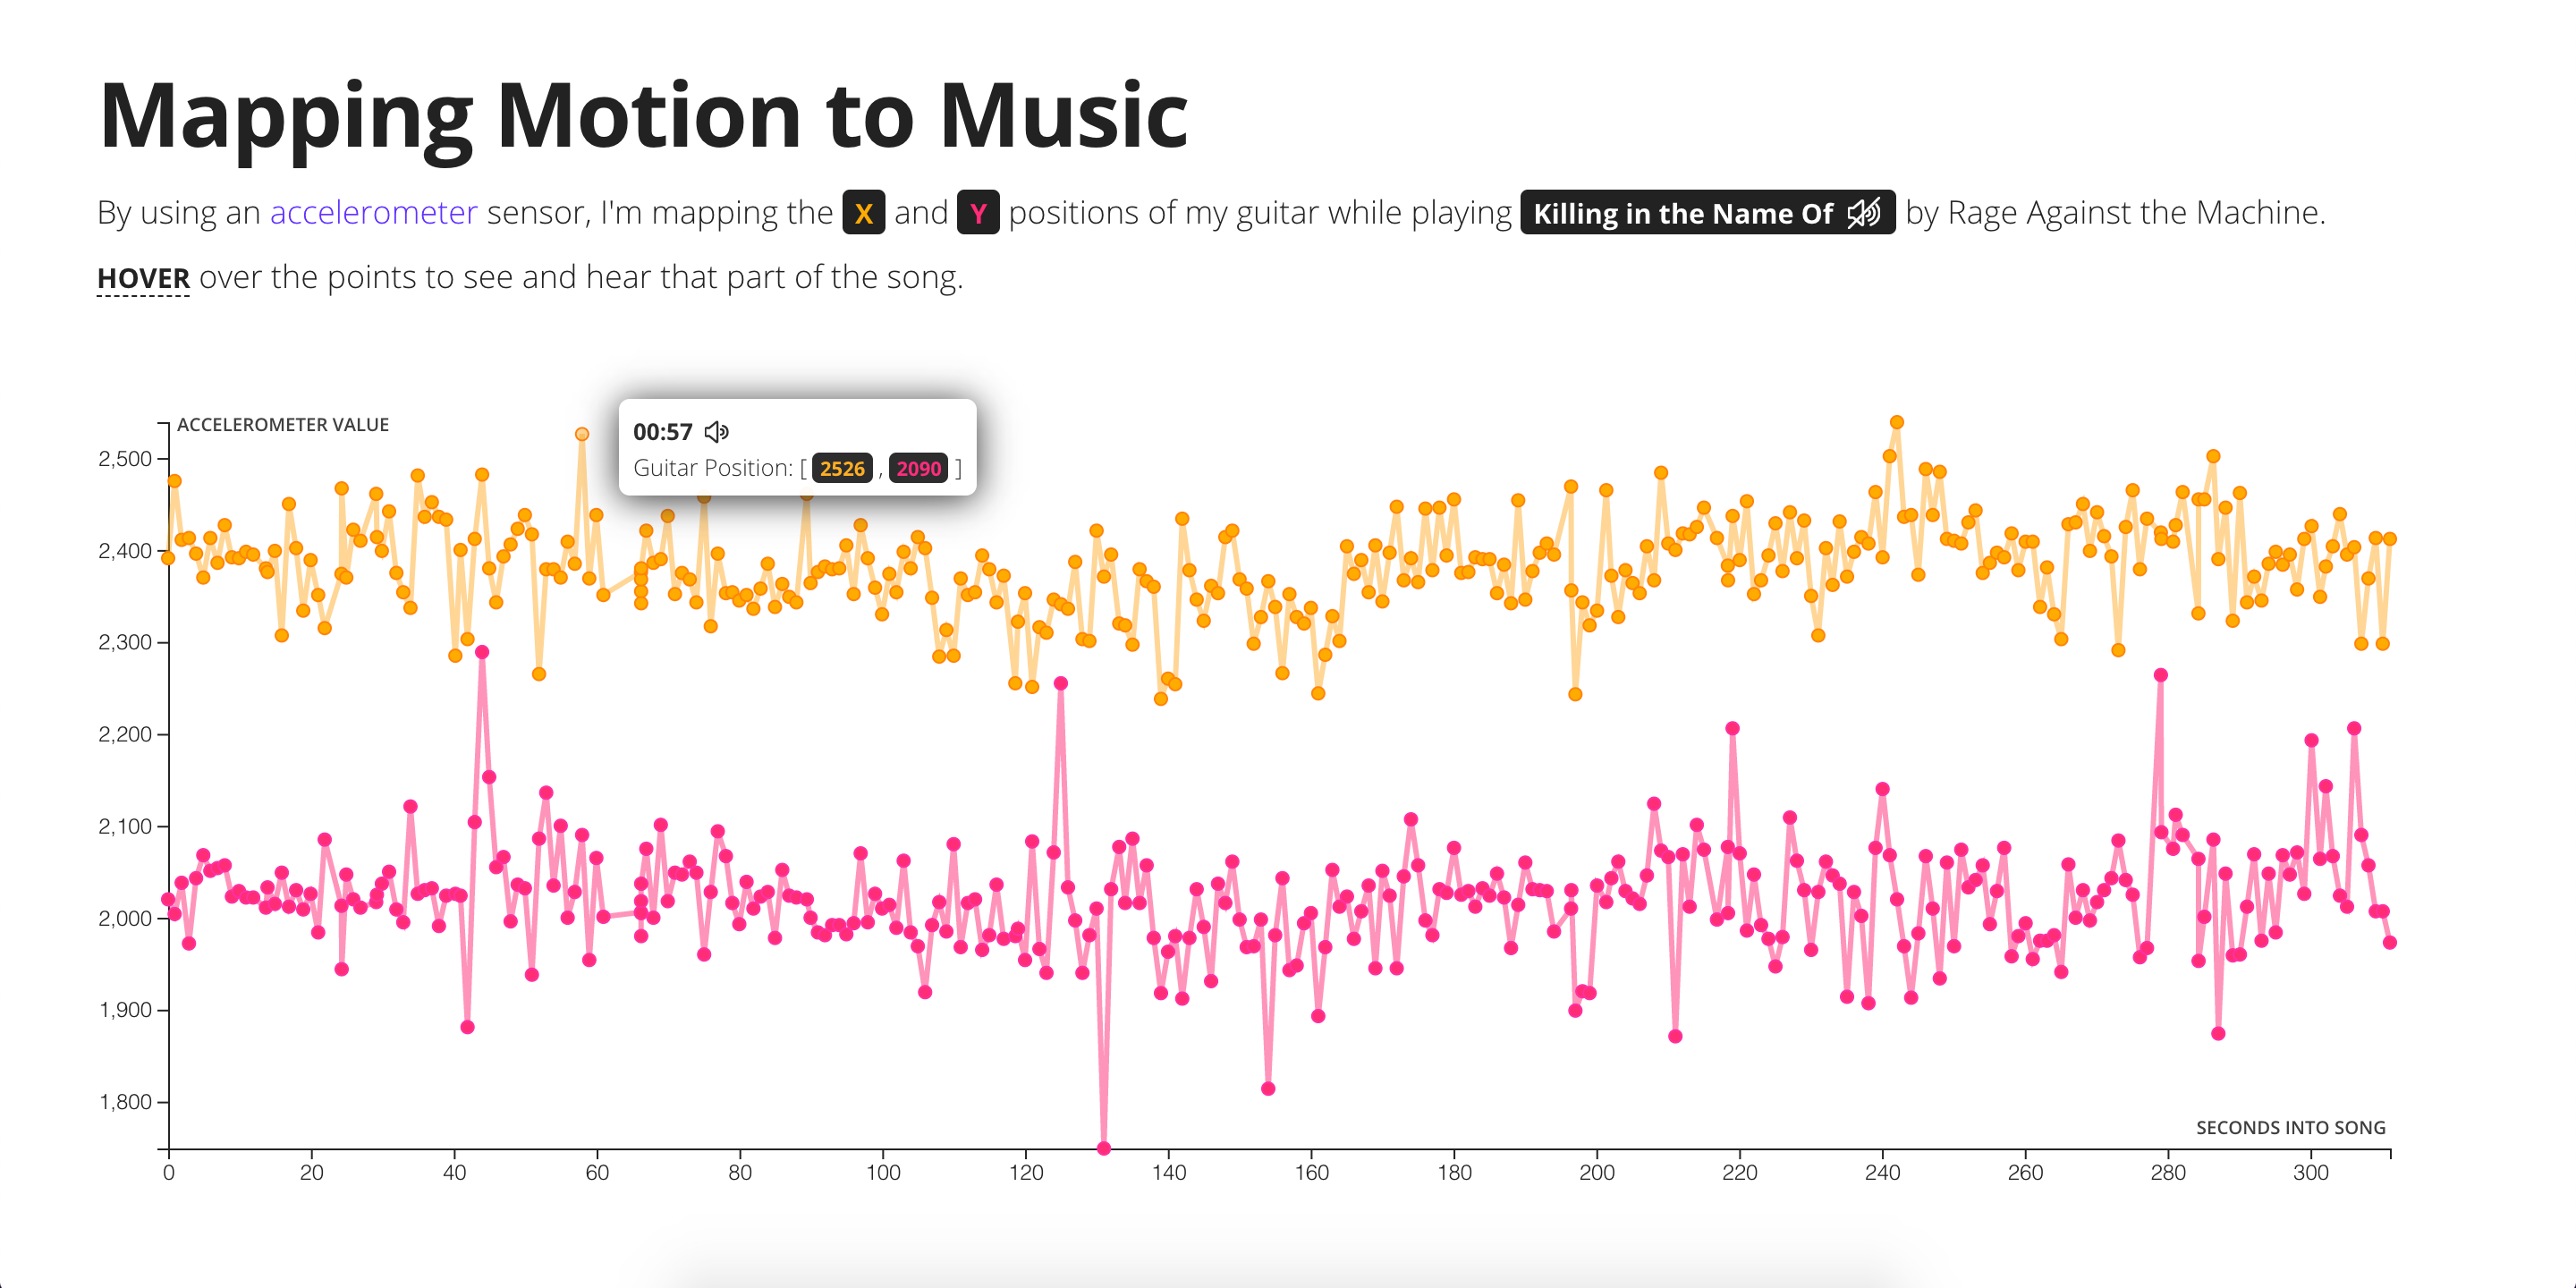 Mapping Motion to Music
By using an accelerometer sensor, I'm mapping the X and Y positions of my guitar while playing Killing in the Name Of by Rage Against the Machine.
HOVER over the points to see and hear that part of the song.
ACCELEROMETER VALUE
00:57
Guitar Position: [ 2526 , 2090 ]
2,500
2,400
2,300
2,200
2,100
2,000
1,900
1,800
SECONDS INTO SONG
0 20 40 60 80 100 120 140 160 180 200 220 240 260 280 300